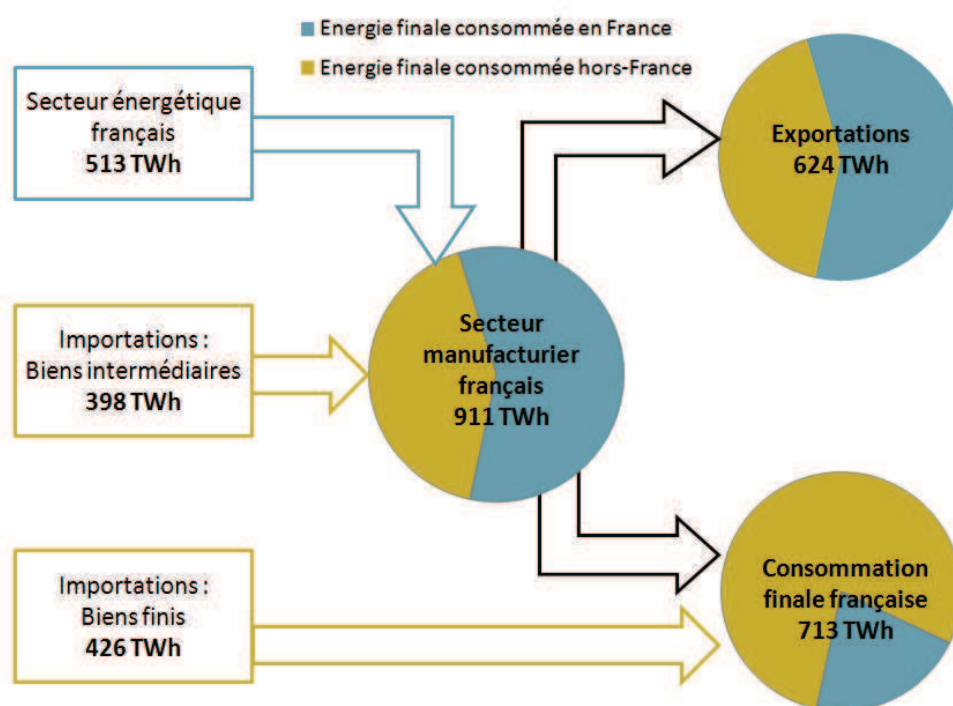 Energie finale consommée en France
Energie finale consommée hors-France
Secteur énergétique
français
513 TWh
Exportations
624 TWh
Importations :
Biens intermédiaires
398 TWh
Secteur
manufacturier
français
911 TWh
Importations :
Biens finis
426 TWh
Consommation
finale française
713 TWh